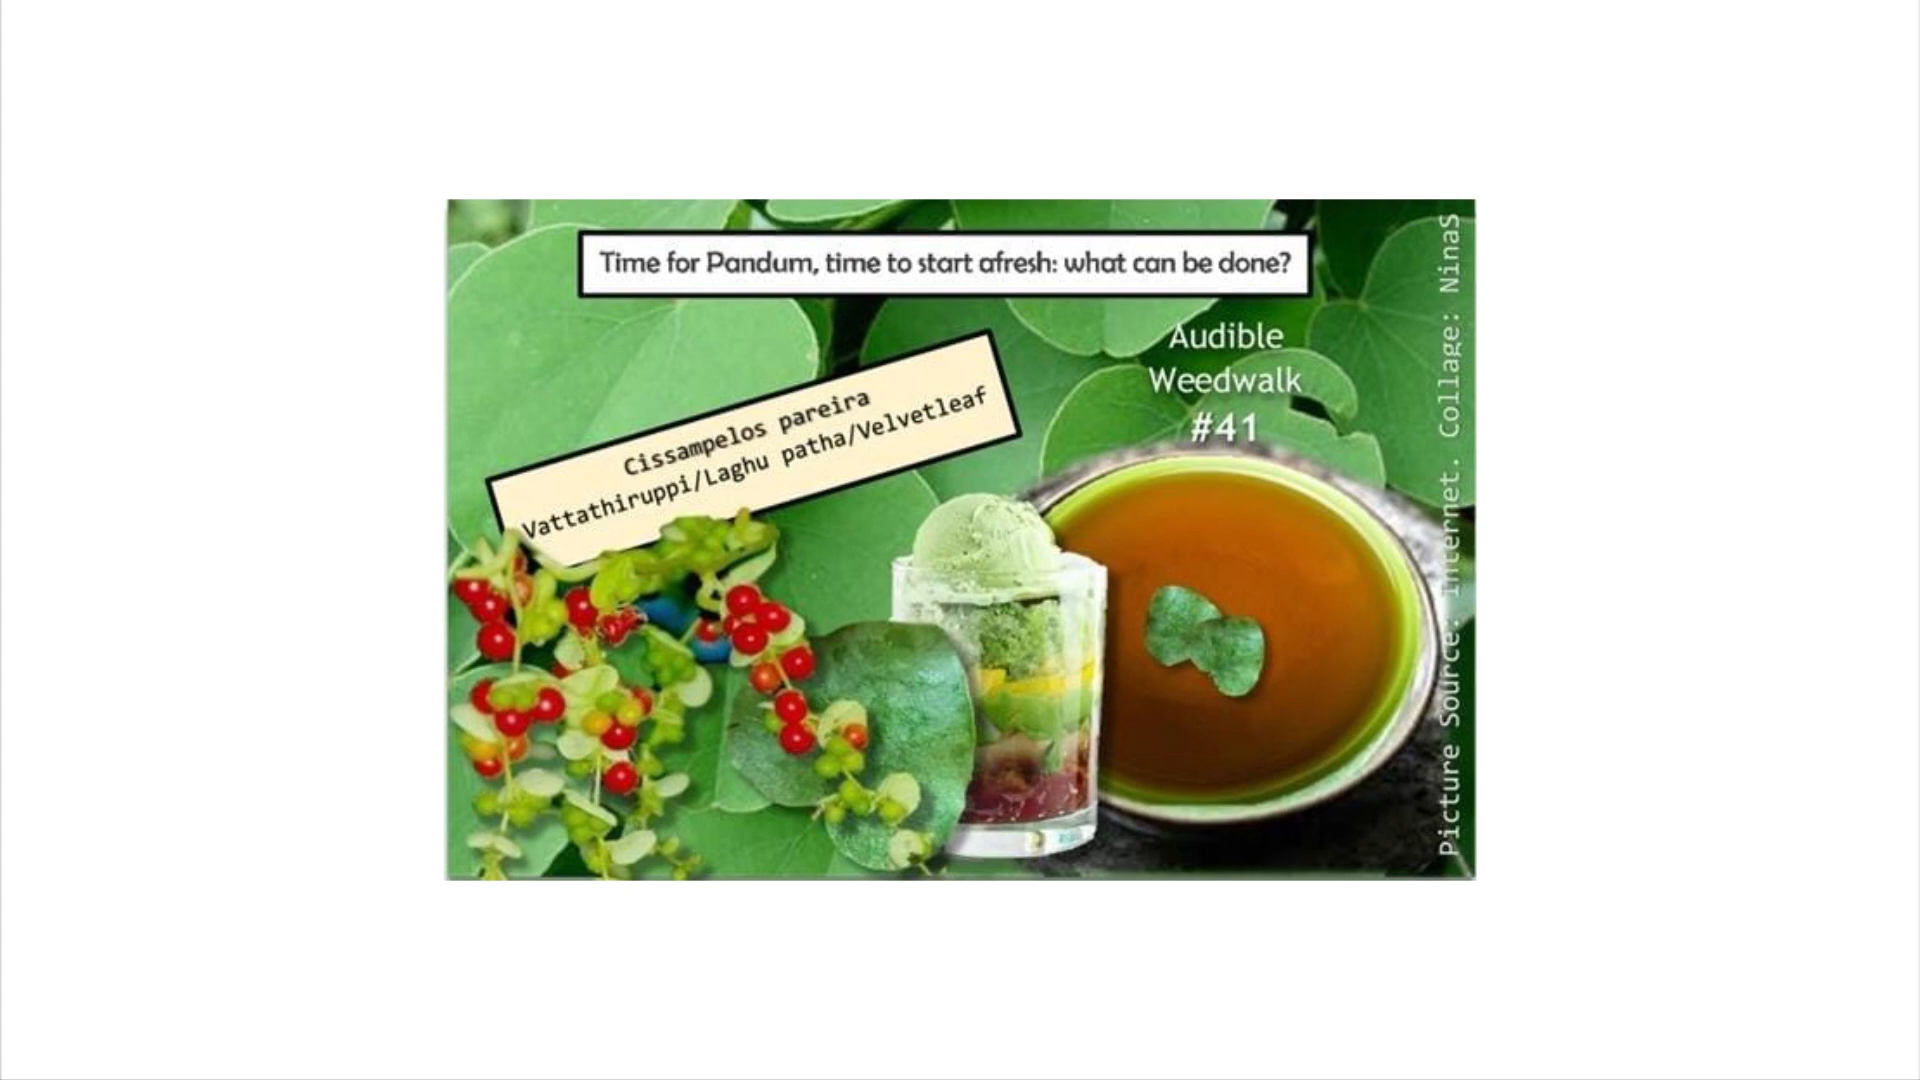 Time for Pandum, time to start afresh: what can be done?
Audible
Weedwalk
#41
Cissampelos pareira
Vattathiruppi/Laghu patha/Velvetleaf
Picture Source: Internet. Collage: NinaS